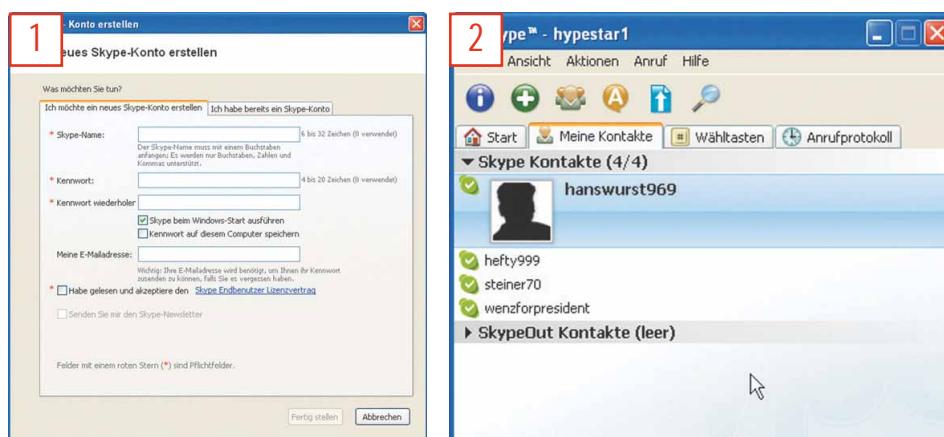 1
Konto erstellen
eues Skype-Konto erstellen
Was möchten Sie tun?
Ich möchte ein neues Skype-Konto erstellen
Ich habe bereits ein Skype-Konto
* Skype-Name:
6 bis 32 Zeichen (0 verwendet)
Der Skype-Name muss mit einem Buchstaben
anfangen; Es werden nur Buchstaben, Zahlen und
Kommas unterstützt.
* Kennwort:
4 bis 20 Zeichen (0 verwendet)
* Kennwort wiederholer
Skype beim Windows-Start ausführen
Kennwort auf diesem Computer speichern
Meine E-Mailadresse:
Wichtig: Ihre E-Mailadresse wird benötigt, um Ihnen ihr Kennwort
zusenden zu können, falls Sie es vergessen haben.
* Habe gelesen und akzeptiere den Skype Endbenutzer Lizenzvertrag
Senden Sie mir den Skype-Newsletter
Felder mit einem roten Stern (*) sind Pflichtfelder.
Fertig stellen
Abbrechen
2
ype™ - hypestar1
Ansicht Aktionen Anruf Hilfe
Start
Meine Kontakte
Wähltasten
Anrufprotokoll
Skype Kontakte (4/4)
hanswurst969
hefty999
steiner70
wenzforpresident
SkypeOut Kontakte (leer)